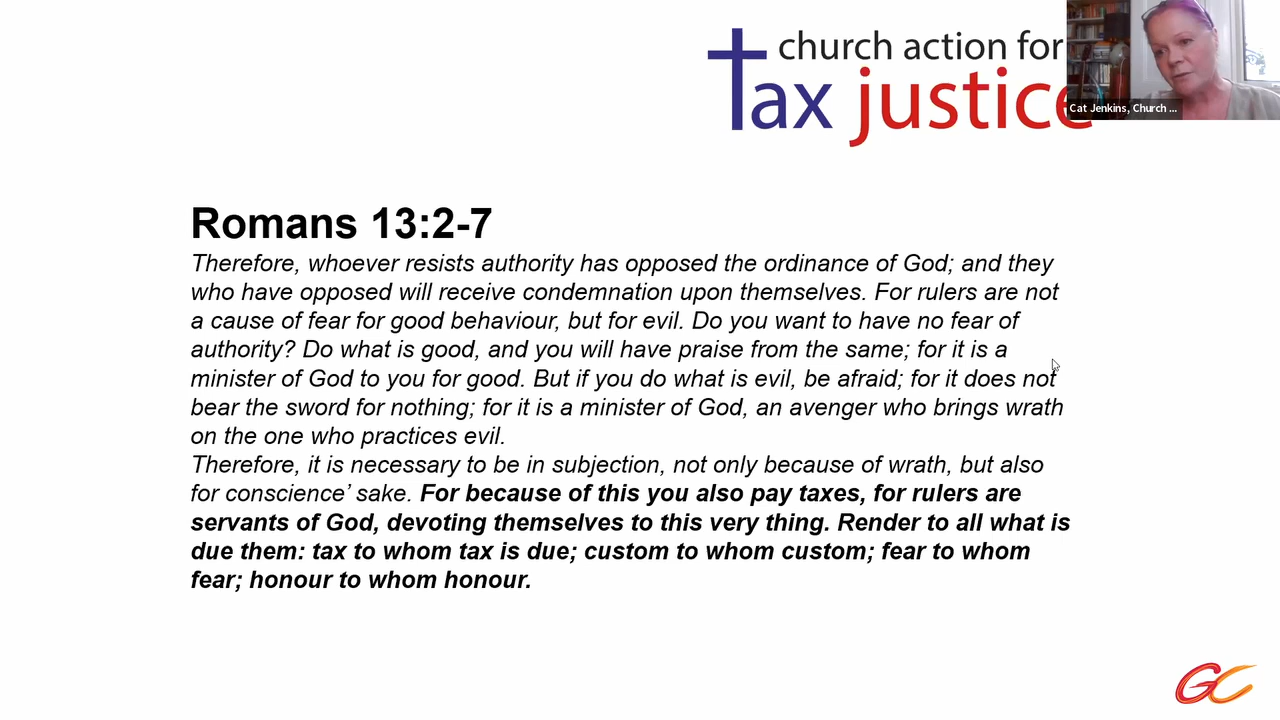 church action for
tax justice
Cat Jenkins, Church ...
Romans 13:2-7
Therefore, whoever resists authority has opposed the ordinance of God; and they
who have opposed will receive condemnation upon themselves. For rulers are not
a cause of fear for good behaviour, but for evil. Do you want to have no fear of
authority? Do what is good, and you will have praise from the same; for it is a
minister of God to you for good. But if you do what is evil, be afraid; for it does not
bear the sword for nothing; for it is a minister of God, an avenger who brings wrath
on the one who practices evil.
Therefore, it is necessary to be in subjection, not only because of wrath, but also
for conscience’ sake. For because of this you also pay taxes, for rulers are
servants of God, devoting themselves to this very thing. Render to all what is
due them: tax to whom tax is due; custom to whom custom; fear to whom
fear; honour to whom honour.
GC